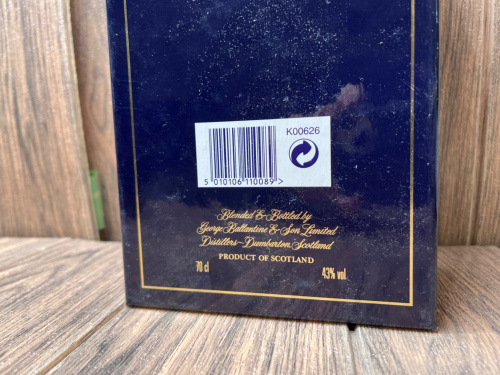 K00626
5 010106 110089 >
Blended & Bottled by
George Ballantine & Son Limited
Distillers-Dumbarton, Scotland
PRODUCT OF SCOTLAND
70 cl 43% vol